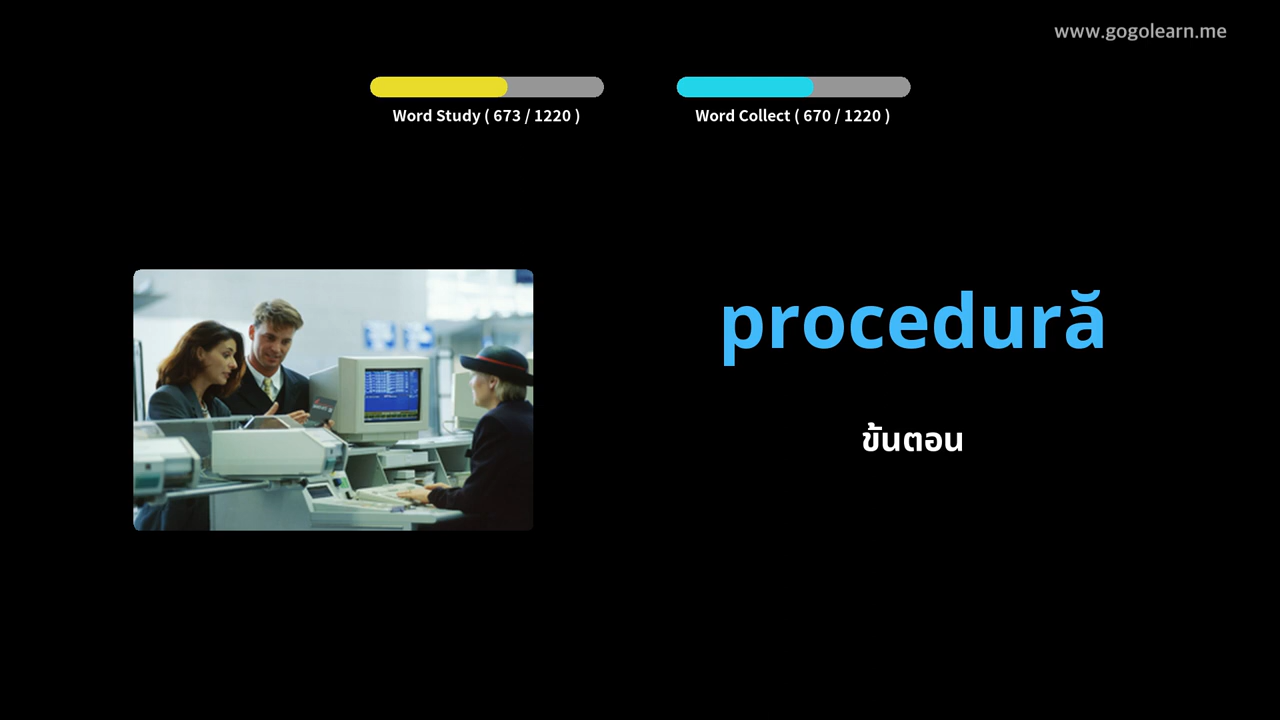 www.gogolearn.me
Word Study ( 673 / 1220 )
Word Collect ( 670 / 1220 )
procedură
ขั้นตอน